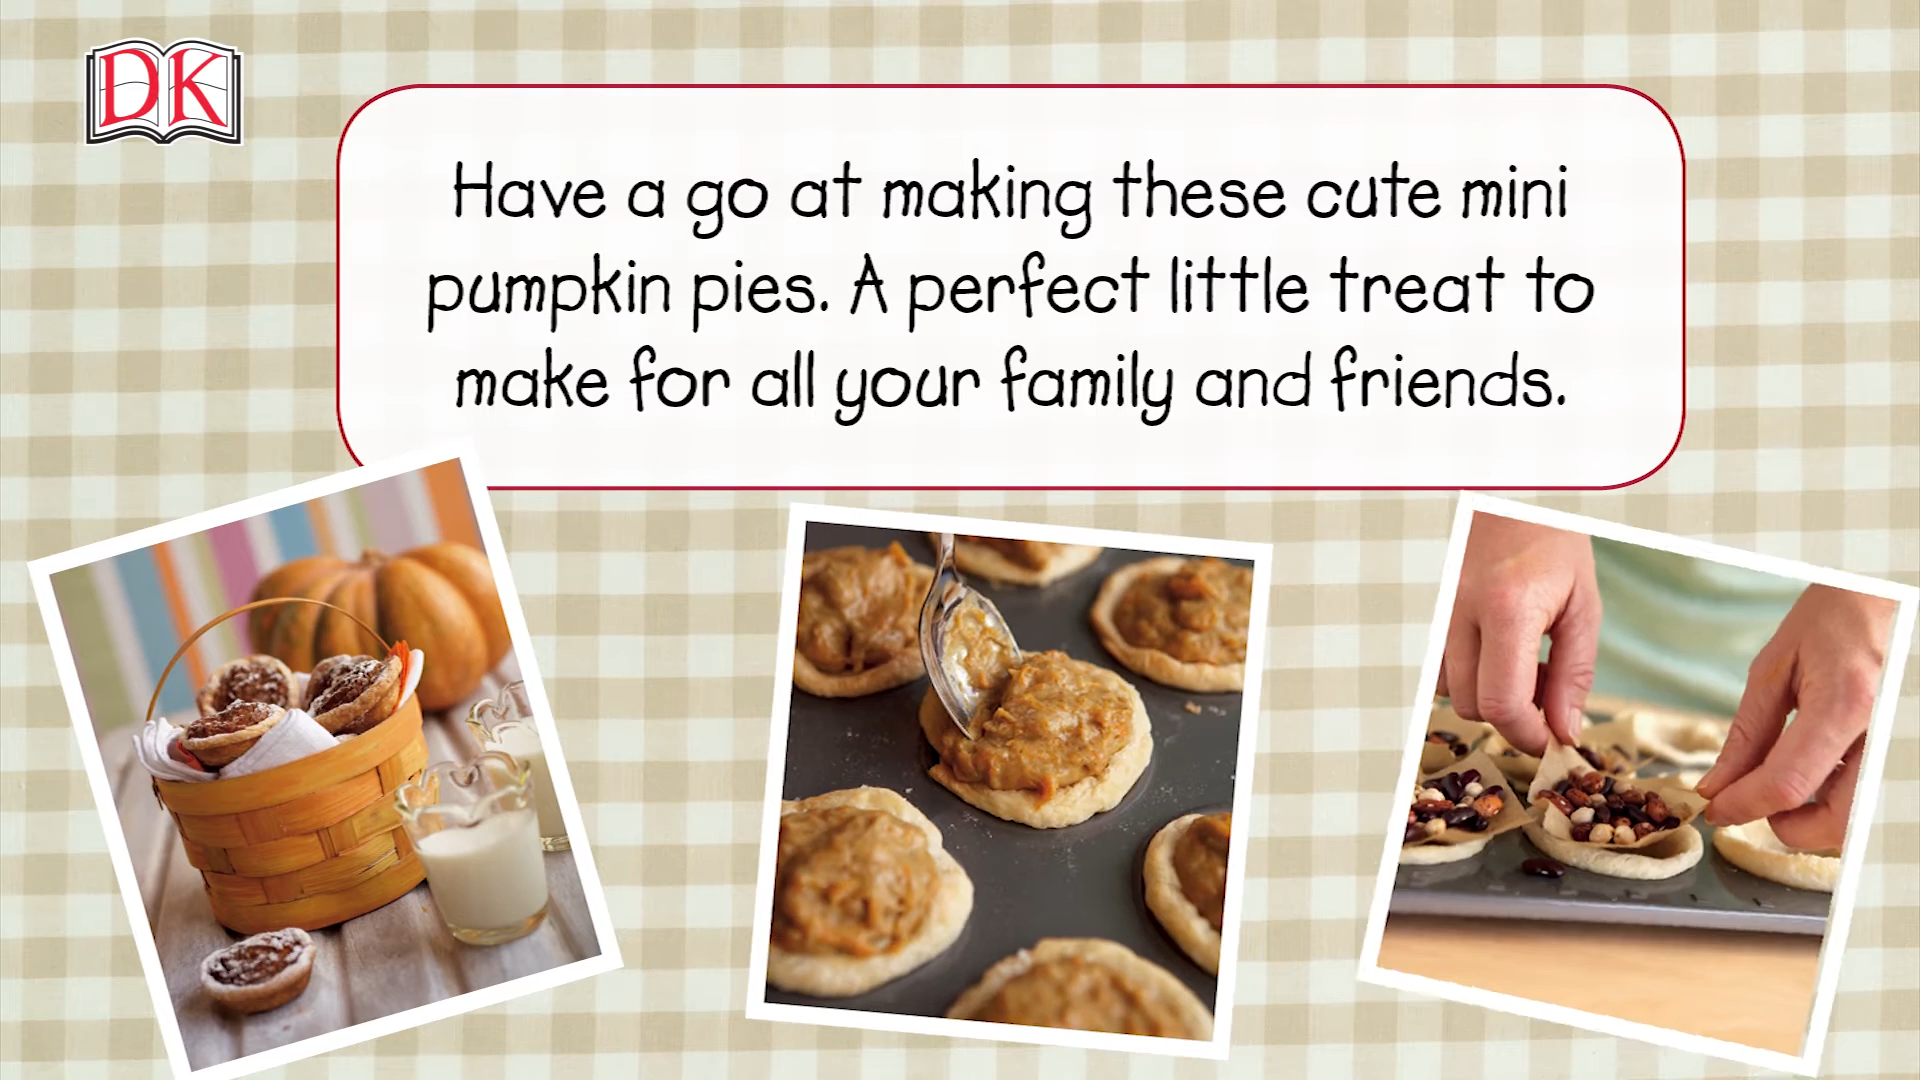 DK
Have a go at making these cute mini
pumpkin pies. A perfect little treat to
make for all your family and friends.